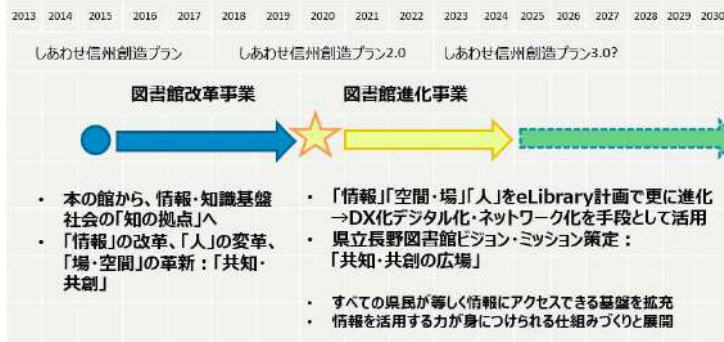 2013 2014 2015 2016 2017 2018 2019 2020 2021 2022 2023 2024 2025 2026 2027 2028 2029 2030
しあわせ信州創造プラン しあわせ信州創造プラン2.0 しあわせ信州創造プラン3.0?
図書館改革事業 図書館進化事業
・ 本の館から、情報・知識基盤
社会の「知の拠点」へ
・ 「情報」の改革、「人」の変革、
「場・空間」の革新：「共知・
共創」
・ 「情報」「空間・場」「人」をeLibrary計画で更に進化
→DX化デジタル化・ネットワーク化を手段として活用
・ 県立長野図書館ビジョン・ミッション策定：
「共知・共創の広場」
・ すべての県民が等しく情報にアクセスできる基盤を拡充
・ 情報を活用する力が身につけられる仕組みづくりと展開